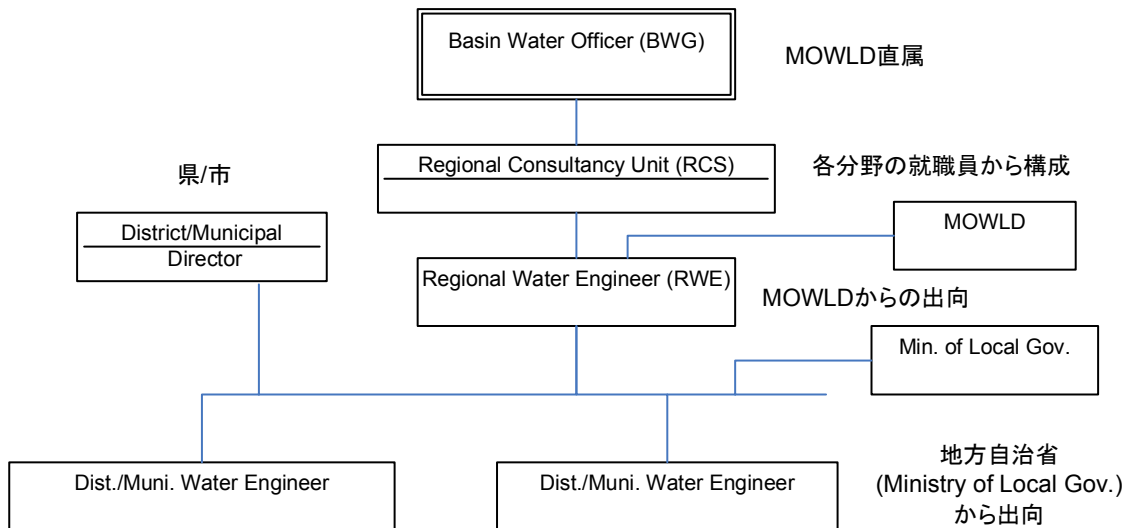 Basin Water Officer (BWG)
MOWLD直属
Regional Consultancy Unit (RCS)
各分野の就職員から構成
県/市
District/Municipal
Director
MOWLD
Regional Water Engineer (RWE)
MOWLDからの出向
Min. of Local Gov.
Dist./Muni. Water Engineer
Dist./Muni. Water Engineer
地方自治省
(Ministry of Local Gov.)
から出向